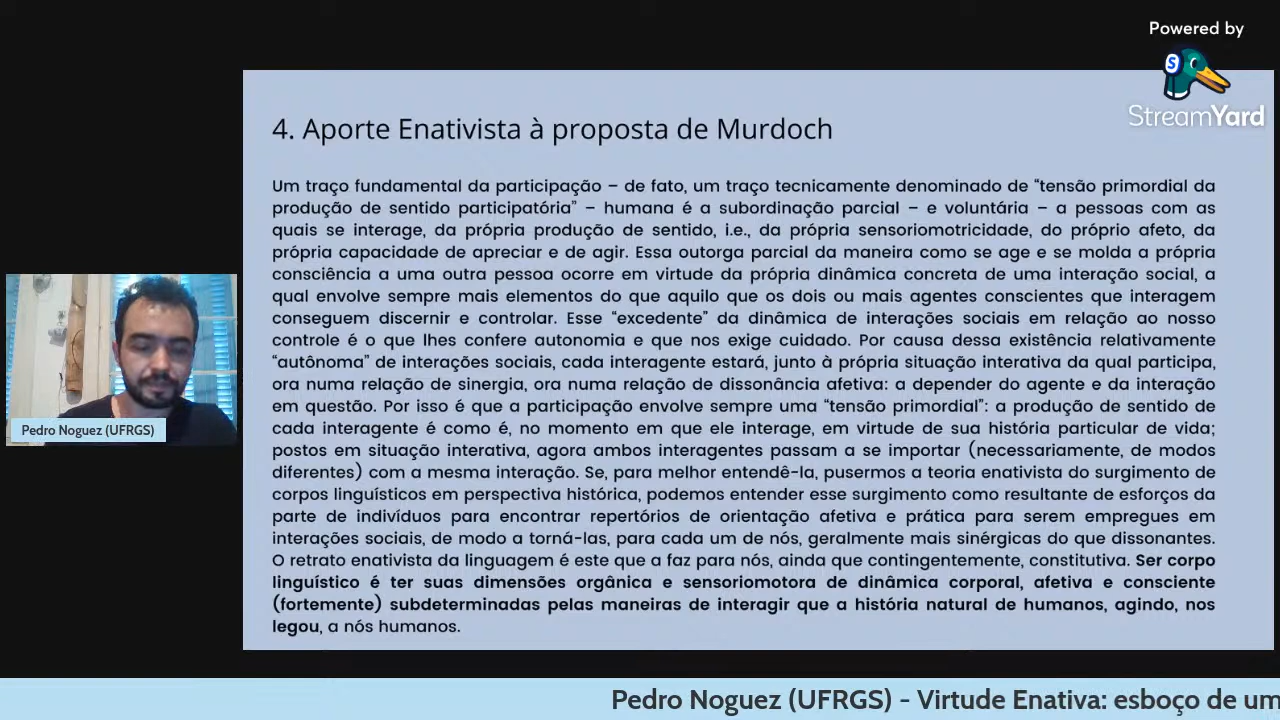 Powered by
S
StreamYard
4. Aporte Enativista à proposta de Murdoch
Um traço fundamental da participação – de fato, um traço tecnicamente denominado de “tensão primordial da
produção de sentido participatória” – humana é a subordinação parcial – e voluntária – a pessoas com as
quais se interage, da própria produção de sentido, i.e., da própria sensoriomotricidade, do próprio afeto, da
própria capacidade de apreciar e de agir. Essa outorga parcial da maneira como se age e se molda a própria
consciência a uma outra pessoa ocorre em virtude da própria dinâmica concreta de uma interação social, a
qual envolve sempre mais elementos do que aquilo que os dois ou mais agentes conscientes que interagem
conseguem discernir e controlar. Esse “excedente” da dinâmica de interações sociais em relação ao nosso
controle é o que lhes confere autonomia e que nos exige cuidado. Por causa dessa existência relativamente
“autônoma” de interações sociais, cada interagente estará, junto à própria situação interativa da qual participa,
ora numa relação de sinergia, ora numa relação de dissonância afetiva: a depender do agente e da interação
em questão. Por isso é que a participação envolve sempre uma “tensão primordial”: a produção de sentido de
cada interagente é como é, no momento em que ele interage, em virtude de sua história particular de vida;
postos em situação interativa, agora ambos interagentes passam a se importar (necessariamente, de modos
diferentes) com a mesma interação. Se, para melhor entendê-la, pusermos a teoria enativista do surgimento de
corpos linguísticos em perspectiva histórica, podemos entender esse surgimento como resultante de esforços da
parte de indivíduos para encontrar repertórios de orientação afetiva e prática para serem empregues em
interações sociais, de modo a torná-las, para cada um de nós, geralmente mais sinérgicas do que dissonantes.
O retrato enativista da linguagem é este que a faz para nós, ainda que contingentemente, constitutiva. Ser corpo
linguístico é ter suas dimensões orgânica e sensoriomotora de dinâmica corporal, afetiva e consciente
(fortemente) subdeterminadas pelas maneiras de interagir que a história natural de humanos, agindo, nos
legou, a nós humanos.
Pedro Noguez (UFRGS)
Pedro Noguez (UFRGS) - Virtude Enativa: esboço de um